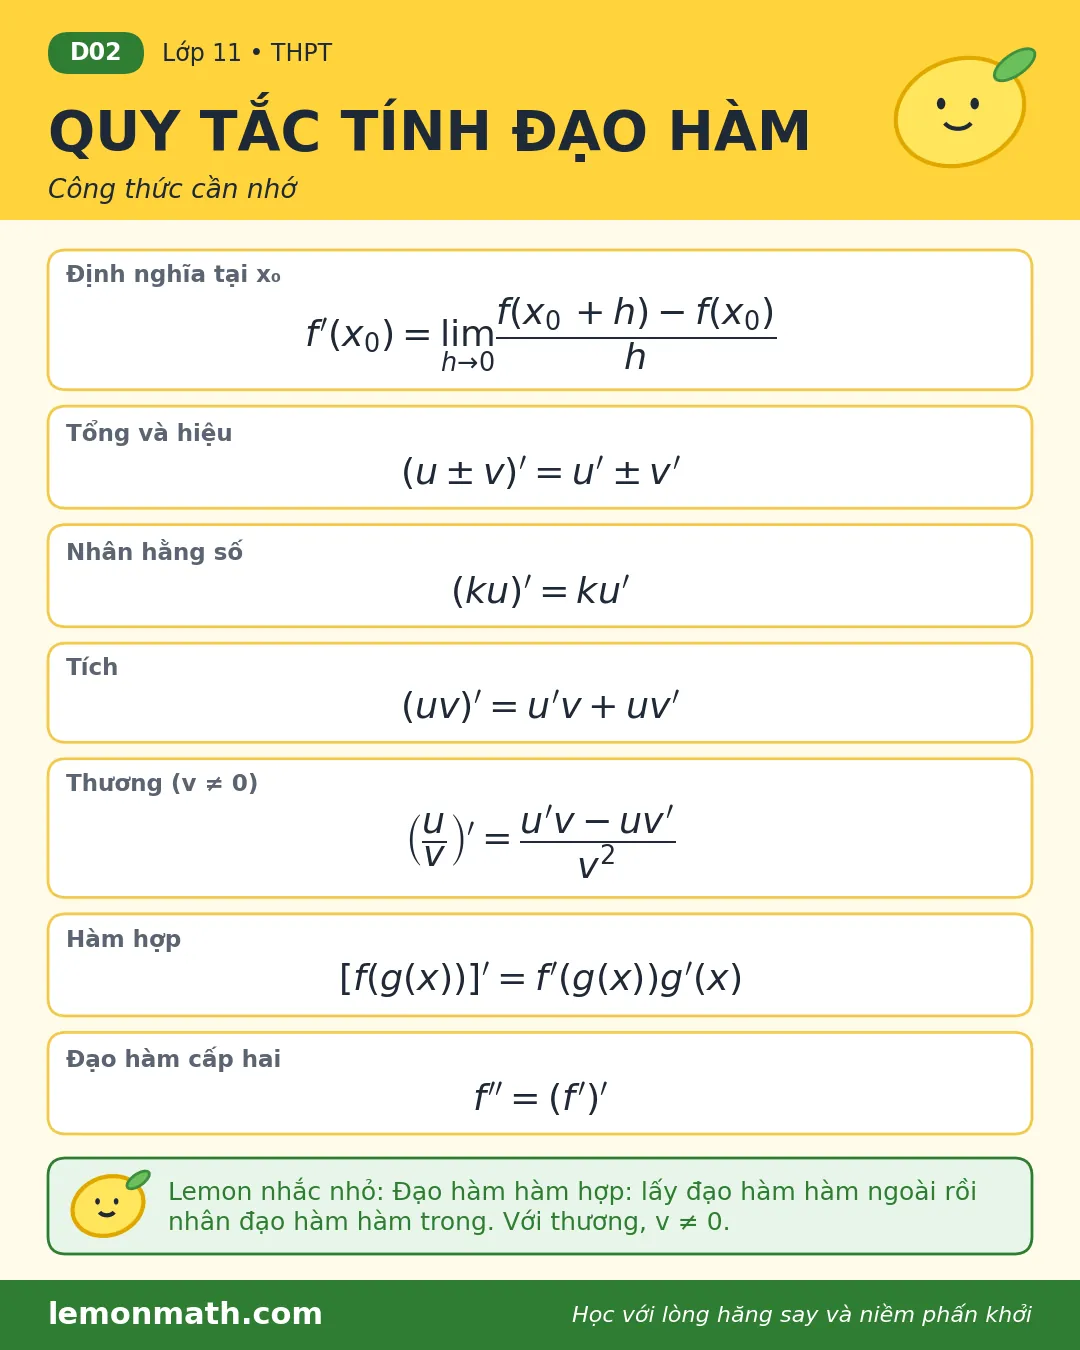 D02 Lớp 11 • THPT
QUY TẮC TÍNH ĐẠO HÀM
Công thức cần nhớ
Định nghĩa tại x₀
f′(x₀) = lim_{h→0} (f(x₀ + h) − f(x₀)) / h
Tổng và hiệu
(u ± v)′ = u′ ± v′
Nhân hằng số
(ku)′ = ku′
Tích
(uv)′ = u′v + uv′
Thương (v ≠ 0)
(u/v)′ = (u′v − uv′) / v²
Hàm hợp
[f(g(x))]′ = f′(g(x))g′(x)
Đạo hàm cấp hai
f′′ = (f′)′
Lemon nhắc nhỏ: Đạo hàm hàm hợp: lấy đạo hàm hàm ngoài rồi
nhân đạo hàm hàm trong. Với thương, v ≠ 0.
lemonmath.com
Học với lòng hăng say và niềm phấn khởi